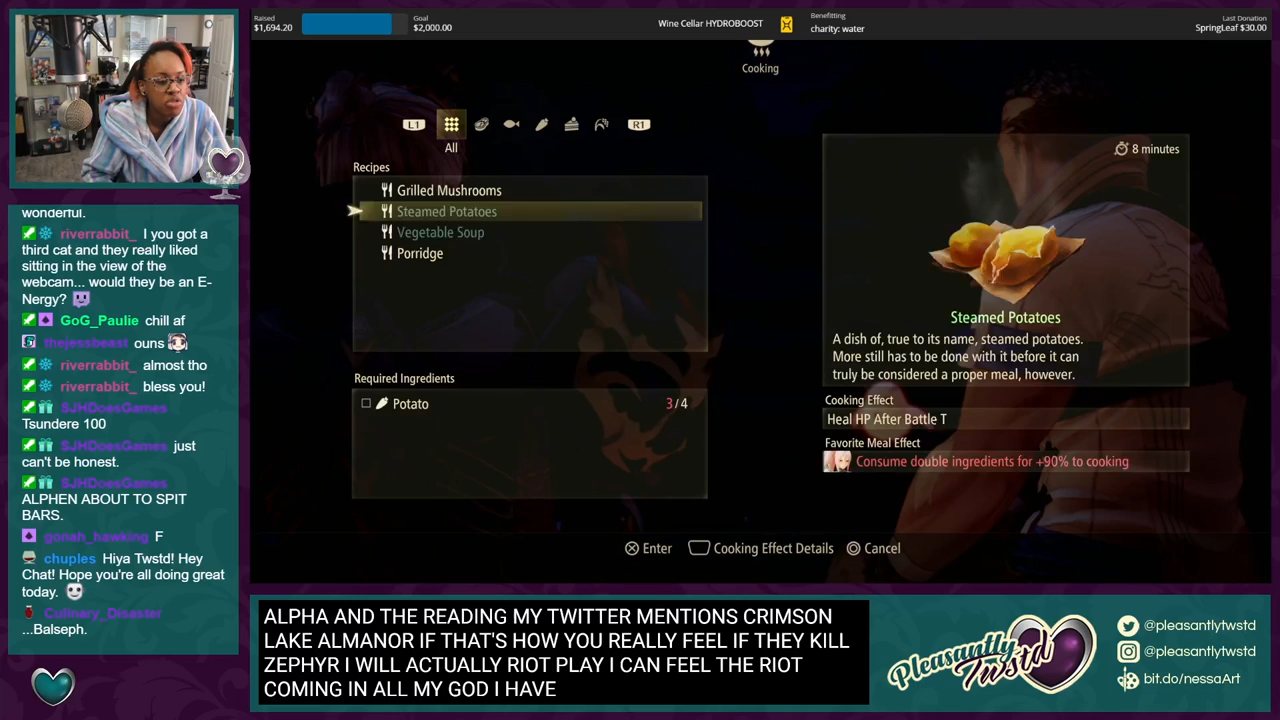 Raised
$1,694.20
Goal
$2,000.00
Wine Cellar HYDROBOOST
Benefitting
charity: water
Last Donation
SpringLeaf $30.00
Cooking
L1
R1
All
Recipes
Grilled Mushrooms
Steamed Potatoes
Vegetable Soup
Porridge
Required Ingredients
Potato 3/4
8 minutes
Steamed Potatoes
A dish of, true to its name, steamed potatoes.
More still has to be done with it before it can
truly be considered a proper meal, however.
Cooking Effect
Heal HP After Battle T
Favorite Meal Effect
Consume double ingredients for +90% to cooking
Enter Cooking Effect Details Cancel
wonderful.
riverrabbit_ I you got a
third cat and they really liked
sitting in the view of the
webcam... would they be an E-
Nergy?
GoG_Paulie chill af
thejessbeast ouns
riverrabbit_ almost tho
riverrabbit_ bless you!
SJHDoesGames
Tsundere 100
SJHDoesGames just
can't be honest.
SJHDoesGames
ALPHEN ABOUT TO SPIT
BARS.
gonah_hawking F
chuples Hiya Twstd! Hey
Chat! Hope you're all doing great
today.
Culinary_Disaster
...Balseph.
ALPHA AND THE READING MY TWITTER MENTIONS CRIMSON
LAKE ALMANOR IF THAT'S HOW YOU REALLY FEEL IF THEY KILL
ZEPHYR I WILL ACTUALLY RIOT PLAY I CAN FEEL THE RIOT
COMING IN ALL MY GOD I HAVE
Pleasantly
Twstd
@pleasantlytwstd
@pleasantlytwstd
bit.do/nessaArt